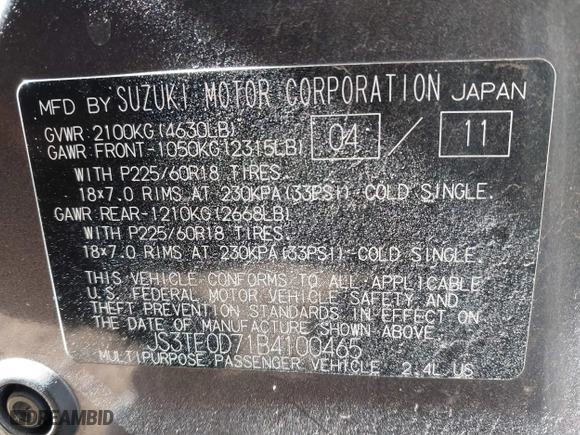 MFD BY SUZUKI MOTOR CORPORATION JAPAN
GVWR 2100KG(4630LB)
GAWR FRONT-1050KG(2315LB) 04 / 11
WITH P225/60R18 TIRES.
18×7.0 RIMS AT 230KPA(33PSI)-COLD SINGLE.
GAWR REAR-1210KG(2668LB)
WITH P225/60R18 TIRES.
18×7.0 RIMS AT 230KPA(33PSI)-COLD SINGLE.
THIS VEHICLE CONFORMS TO ALL APPLICABLE
U.S. FEDERAL MOTOR VEHICLE SAFETY AND
THEFT PREVENTION STANDARDS IN EFFECT ON
THE DATE OF MANUFACTURE SHOWN ABOVE.
JS3TE0D71B4100465
MULTIPURPOSE PASSENGER VEHICLE 2.4L US
DREAMBID